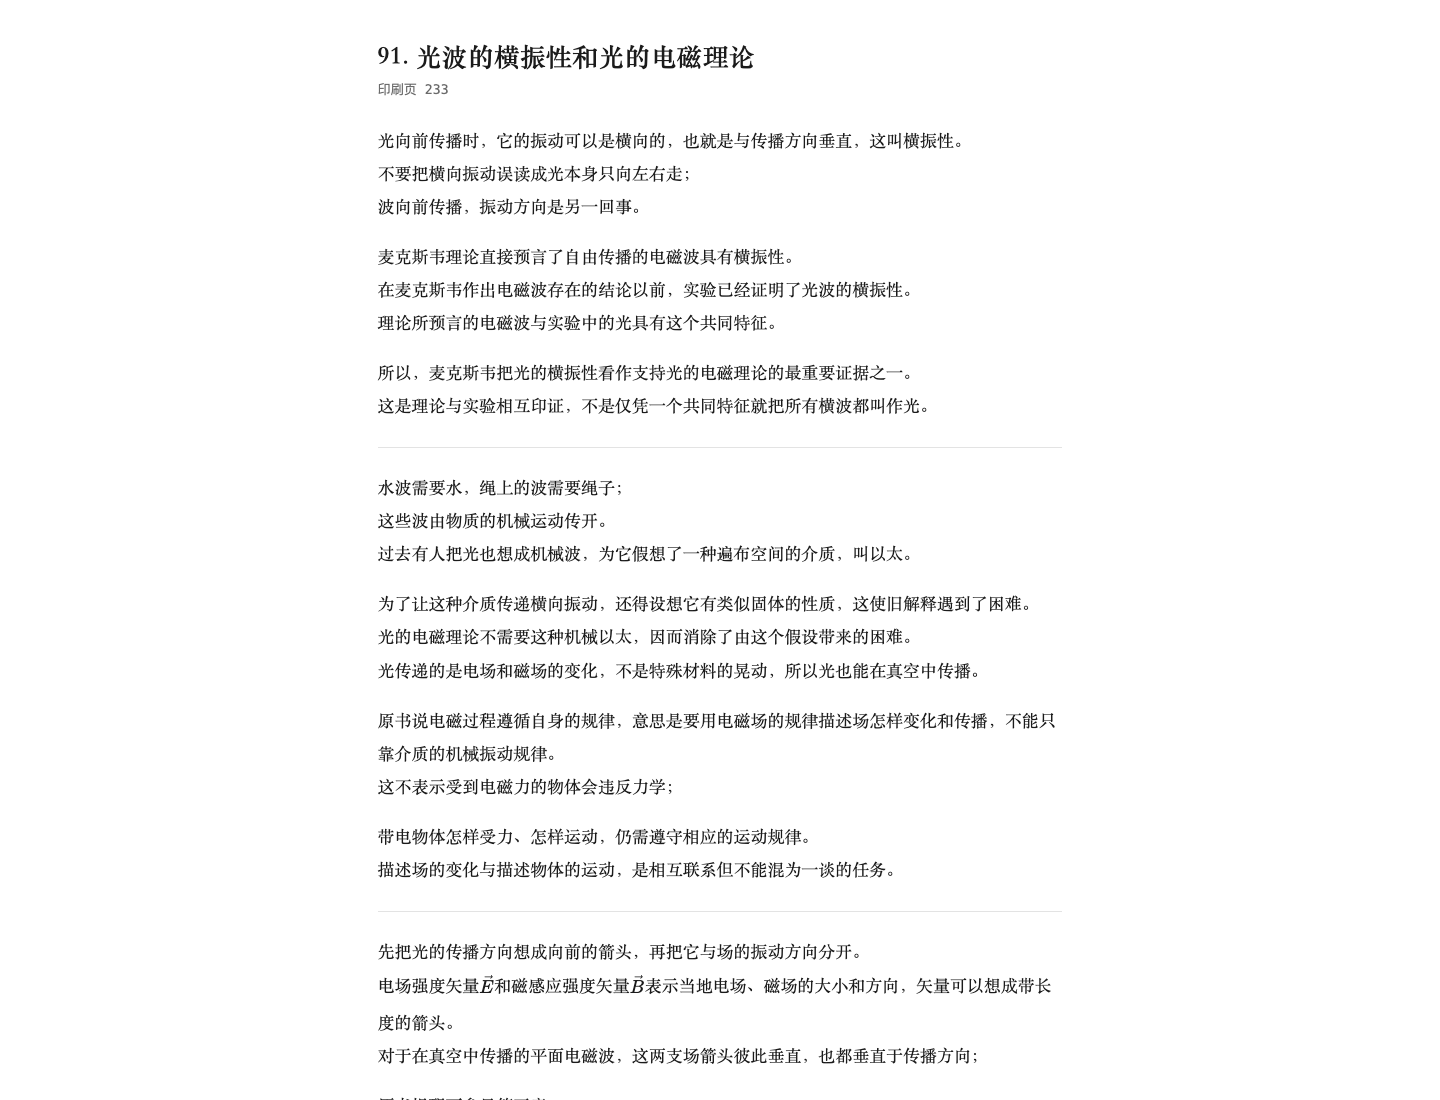 91. 光波的横振性和光的电磁理论
印刷页 233
光向前传播时，它的振动可以是横向的，也就是与传播方向垂直，这叫横振性。
不要把横向振动误读成光本身只向左右走；
波向前传播，振动方向是另一回事。
麦克斯韦理论直接预言了自由传播的电磁波具有横振性。
在麦克斯韦作出电磁波存在的结论以前，实验已经证明了光波的横振性。
理论所预言的电磁波与实验中的光具有这个共同特征。
所以，麦克斯韦把光的横振性看作支持光的电磁理论的最重要证据之一。
这是理论与实验相互印证，不是仅凭一个共同特征就把所有横波都叫作光。
水波需要水，绳上的波需要绳子；
这些波由物质的机械运动传开。
过去有人把光也想成机械波，为它假想了一种遍布空间的介质，叫以太。
为了让这种介质传递横向振动，还得设想它有类似固体的性质，这使旧解释遇到了困难。
光的电磁理论不需要这种机械以太，因而消除了由这个假设带来的困难。
光传递的是电场和磁场的变化，不是特殊材料的晃动，所以光也能在真空中传播。
原书说电磁过程遵循自身的规律，意思是要用电磁场的规律描述场怎样变化和传播，不能只
靠介质的机械振动规律。
这不表示受到电磁力的物体会违反力学；
带电物体怎样受力、怎样运动，仍需遵守相应的运动规律。
描述场的变化与描述物体的运动，是相互联系但不能混为一谈的任务。
先把光的传播方向想成向前的箭头，再把它与场的振动方向分开。
电场强度矢量E⃗和磁感应强度矢量B⃗表示当地电场、磁场的大小和方向，矢量可以想成带长
度的箭头。
对于在真空中传播的平面电磁波，这两支场箭头彼此垂直，也都垂直于传播方向；